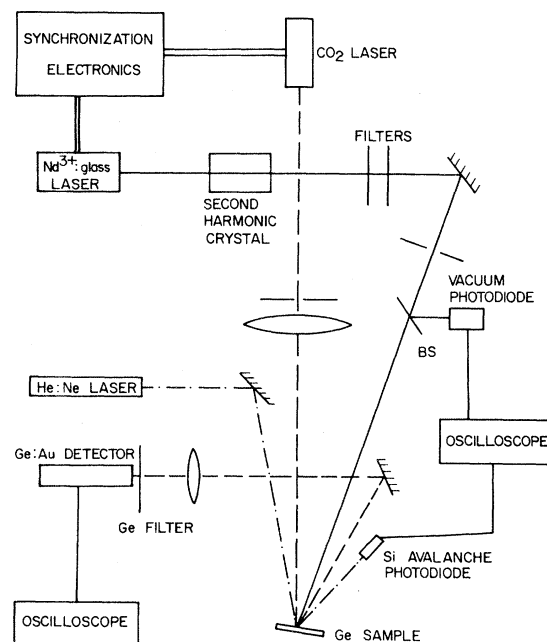 SYNCHRONIZATION
ELECTRONICS
CO2 LASER
Nd3+:glass
LASER
FILTERS
SECOND
HARMONIC
CRYSTAL
VACUUM
PHOTODIODE
BS
He:Ne LASER
OSCILLOSCOPE
Ge:Au DETECTOR
Ge FILTER
Si AVALANCHE
PHOTODIODE
OSCILLOSCOPE
Ge SAMPLE